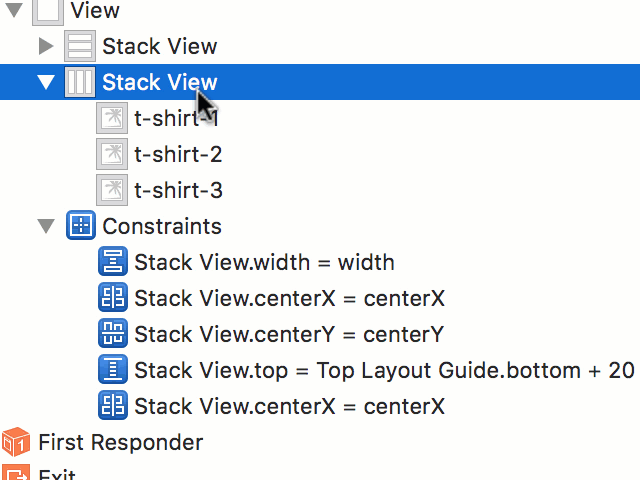 View
Stack View
Stack View
t-shirt-1
t-shirt-2
t-shirt-3
Constraints
Stack View.width = width
Stack View.centerX = centerX
Stack View.centerY = centerY
Stack View.top = Top Layout Guide.bottom + 20
Stack View.centerX = centerX
First Responder
Exit